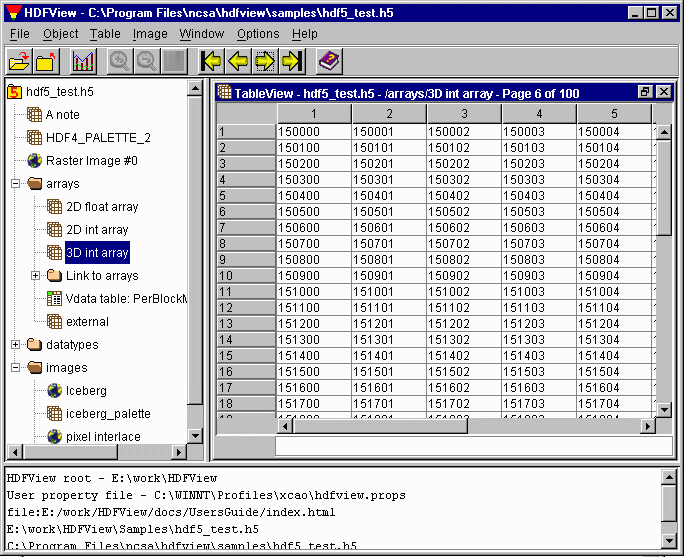 HDFView - C:\Program Files\ncsa\hdfview\samples\hdf5_test.h5
File Object Table Image Window Options Help
hdf5_test.h5
A note
HDF4_PALETTE_2
Raster Image #0
arrays
2D float array
2D int array
3D int array
Link to arrays
Vdata table: PerBlockM
external
datatypes
images
Iceberg
iceberg_palette
pixel interlace
TableView - hdf5_test.h5 - /arrays/3D int array - Page 6 of 100
1 2 3 4 5
1 150000 150001 150002 150003 150004
2 150100 150101 150102 150103 150104
3 150200 150201 150202 150203 150204
4 150300 150301 150302 150303 150304
5 150400 150401 150402 150403 150404
6 150500 150501 150502 150503 150504
7 150600 150601 150602 150603 150604
8 150700 150701 150702 150703 150704
9 150800 150801 150802 150803 150804
10 150900 150901 150902 150903 150904
11 151000 151001 151002 151003 151004
12 151100 151101 151102 151103 151104
13 151200 151201 151202 151203 151204
14 151300 151301 151302 151303 151304
15 151400 151401 151402 151403 151404
16 151500 151501 151502 151503 151504
17 151600 151601 151602 151603 151604
18 151700 151701 151702 151703 151704
HDFView root - E:\work\HDFView
User property file - C:\WINNT\Profiles\xcao\hdfview.props
file:E:/work/HDFView/docs/UsersGuide/index.html
E:\work\HDFView\Samples\hdf5_test.h5
C:\Program Files\ncsa\hdfview\samples\hdf5_test.h5